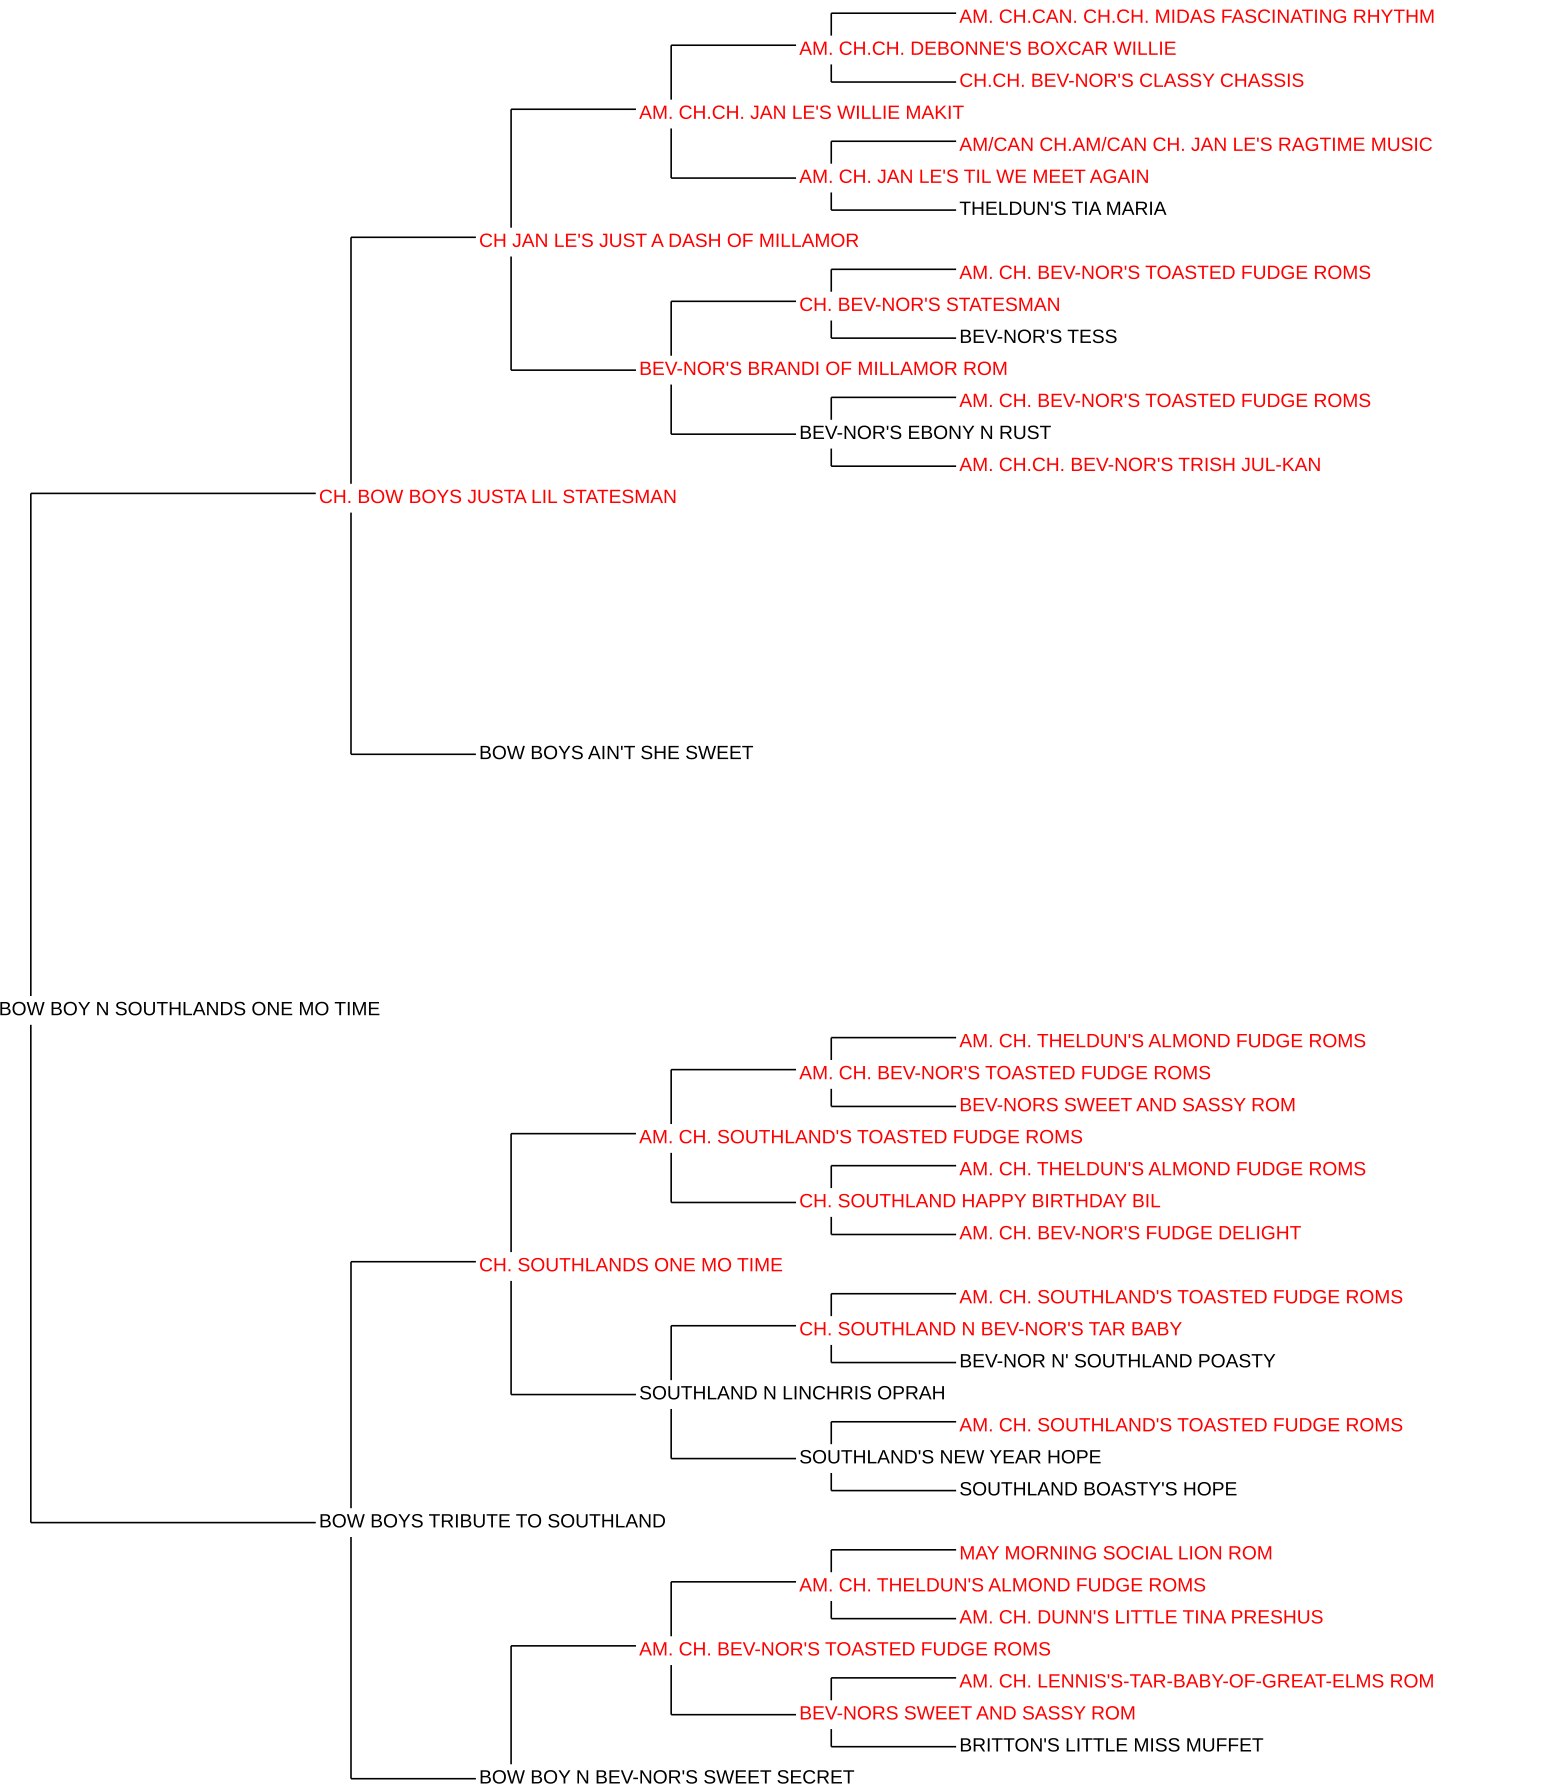 AM. CH.CAN. CH.CH. MIDAS FASCINATING RHYTHM
AM. CH.CH. DEBONNE'S BOXCAR WILLIE
CH.CH. BEV-NOR'S CLASSY CHASSIS
AM. CH.CH. JAN LE'S WILLIE MAKIT
AM/CAN CH.AM/CAN CH. JAN LE'S RAGTIME MUSIC
AM. CH. JAN LE'S TIL WE MEET AGAIN
THELDUN'S TIA MARIA
CH JAN LE'S JUST A DASH OF MILLAMOR
AM. CH. BEV-NOR'S TOASTED FUDGE ROMS
CH. BEV-NOR'S STATESMAN
BEV-NOR'S TESS
BEV-NOR'S BRANDI OF MILLAMOR ROM
AM. CH. BEV-NOR'S TOASTED FUDGE ROMS
BEV-NOR'S EBONY N RUST
AM. CH.CH. BEV-NOR'S TRISH JUL-KAN
CH. BOW BOYS JUSTA LIL STATESMAN
BOW BOYS AIN'T SHE SWEET
BOW BOY N SOUTHLANDS ONE MO TIME
AM. CH. THELDUN'S ALMOND FUDGE ROMS
AM. CH. BEV-NOR'S TOASTED FUDGE ROMS
BEV-NORS SWEET AND SASSY ROM
AM. CH. SOUTHLAND'S TOASTED FUDGE ROMS
AM. CH. THELDUN'S ALMOND FUDGE ROMS
CH. SOUTHLAND HAPPY BIRTHDAY BIL
AM. CH. BEV-NOR'S FUDGE DELIGHT
CH. SOUTHLANDS ONE MO TIME
AM. CH. SOUTHLAND'S TOASTED FUDGE ROMS
CH. SOUTHLAND N BEV-NOR'S TAR BABY
BEV-NOR N' SOUTHLAND POASTY
SOUTHLAND N LINCHRIS OPRAH
AM. CH. SOUTHLAND'S TOASTED FUDGE ROMS
SOUTHLAND'S NEW YEAR HOPE
SOUTHLAND BOASTY'S HOPE
BOW BOYS TRIBUTE TO SOUTHLAND
MAY MORNING SOCIAL LION ROM
AM. CH. THELDUN'S ALMOND FUDGE ROMS
AM. CH. DUNN'S LITTLE TINA PRESHUS
AM. CH. BEV-NOR'S TOASTED FUDGE ROMS
AM. CH. LENNIS'S-TAR-BABY-OF-GREAT-ELMS ROM
BEV-NORS SWEET AND SASSY ROM
BRITTON'S LITTLE MISS MUFFET
BOW BOY N BEV-NOR'S SWEET SECRET